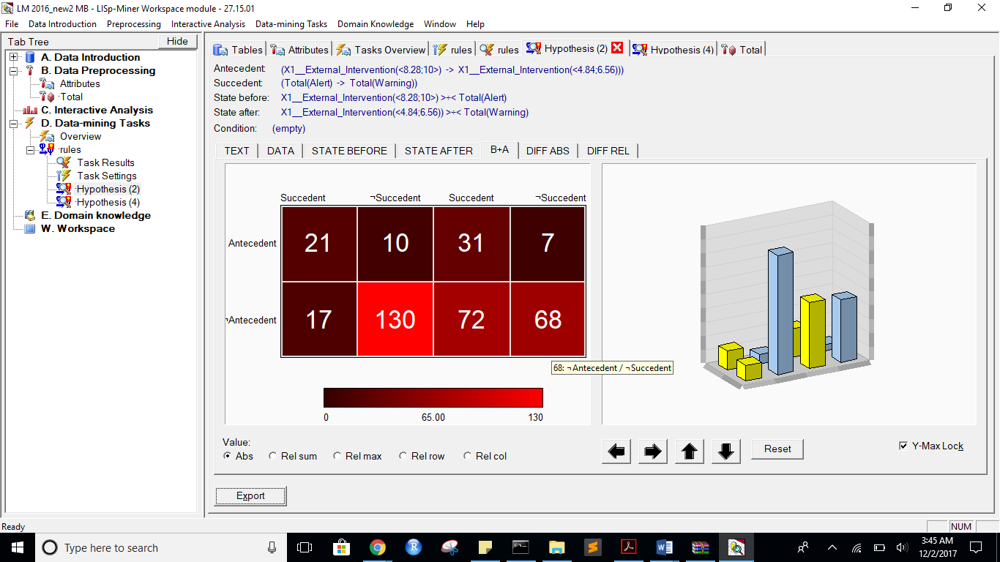 LM 2016_new2 MB - LISp-Miner Workspace module - 27.15.01
File Data Introduction Preprocessing Interactive Analysis Data-mining Tasks Domain Knowledge Window Help
Tab Tree Hide
A. Data Introduction
B. Data Preprocessing
Attributes
Total
C. Interactive Analysis
D. Data-mining Tasks
Overview
rules
Task Results
Task Settings
Hypothesis (2)
Hypothesis (4)
E. Domain knowledge
W. Workspace
Tables Attributes Tasks Overview rules rules Hypothesis (2) Hypothesis (4) Total
Antecedent: (X1__External_Intervention(<8.28;10>) -> X1__External_Intervention(<4.84;6.56)))
Succedent: (Total(Alert) -> Total(Warning))
State before: X1__External_Intervention(<8.28;10>) >÷< Total(Alert)
State after: X1__External_Intervention(<4.84;6.56)) >÷< Total(Warning)
Condition: (empty)
TEXT DATA STATE BEFORE STATE AFTER B+A DIFF ABS DIFF REL
Succedent ¬Succedent Succedent ¬Succedent
Antecedent 21 10 31 7
¬Antecedent 17 130 72 68
68: ¬Antecedent / ¬Succedent
0 65.00 130
Value:
Abs Rel sum Rel max Rel row Rel col
Reset
Y-Max Lock
Export
Ready
NUM
Type here to search
3:45 AM
12/2/2017